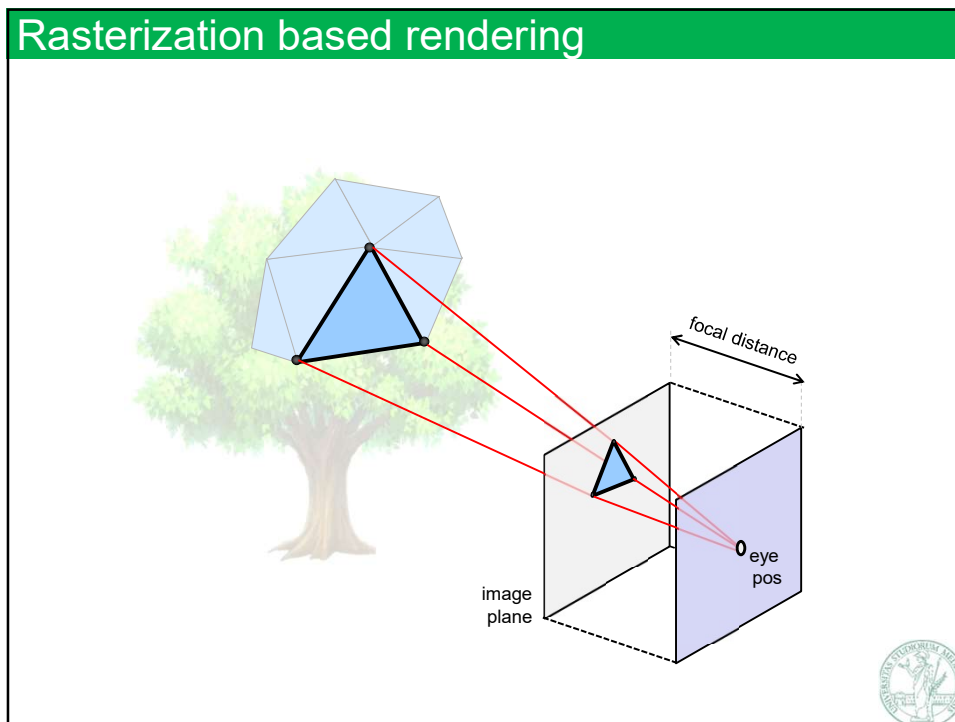 Rasterization based rendering
focal distance
eye
pos
image
plane